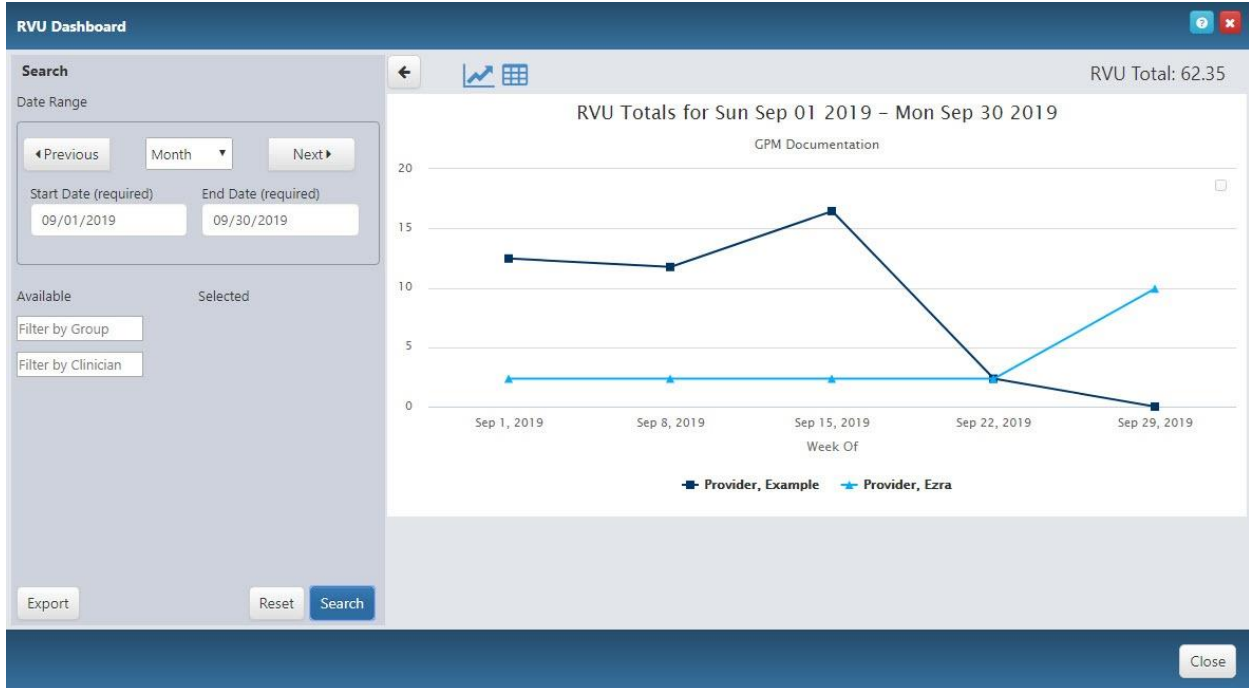 RVU Dashboard
Search
Date Range
Previous Month Next
Start Date (required) End Date (required)
09/01/2019 09/30/2019
Available Selected
Filter by Group
Filter by Clinician
Export Reset Search
RVU Total: 62.35
RVU Totals for Sun Sep 01 2019 – Mon Sep 30 2019
GPM Documentation
20
15
10
5
0
Sep 1, 2019 Sep 8, 2019 Sep 15, 2019 Sep 22, 2019 Sep 29, 2019
Week Of
Provider, Example Provider, Ezra
Close